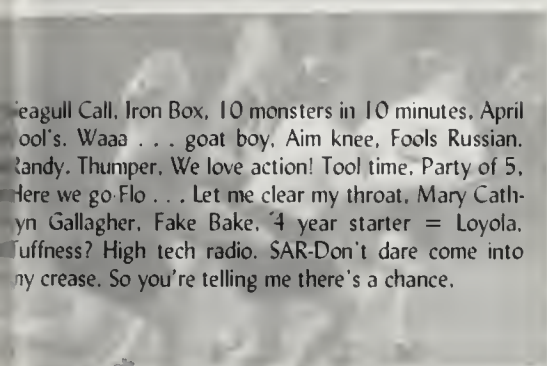 eagull Call, Iron Box, 10 monsters in 10 minutes, April
ool's. Waaa . . . goat boy, Aim knee, Fools Russian.
Randy. Thumper, We love action! Tool time, Party of 5,
Here we go Flo . . . Let me clear my throat, Mary Cath-
yn Gallagher, Fake Bake, '4 year starter = Loyola,
Tuffness? High tech radio. SAR-Don't dare come into
my crease. So you're telling me there's a chance.